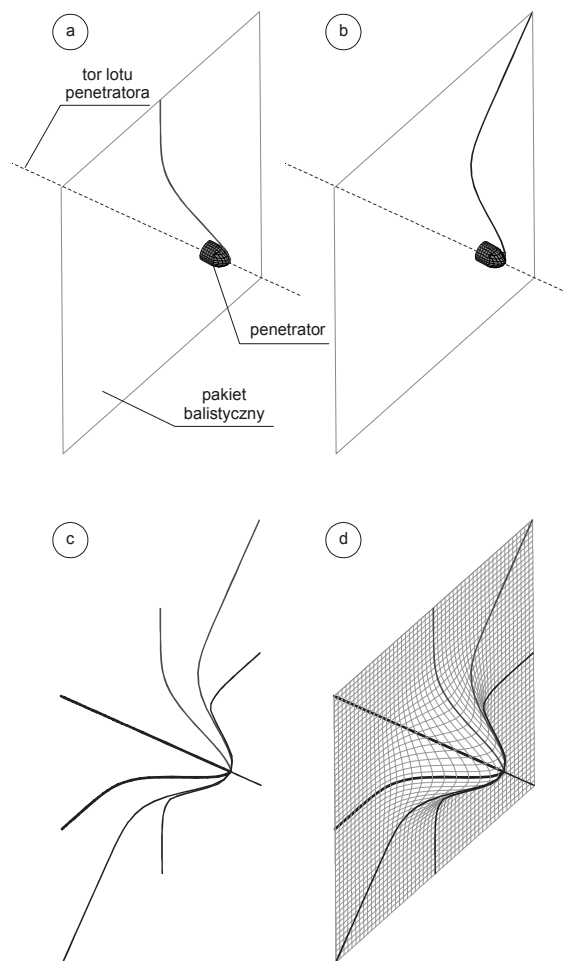 a
b
tor lotu
penetratora
penetrator
pakiet
balistyczny
c
d